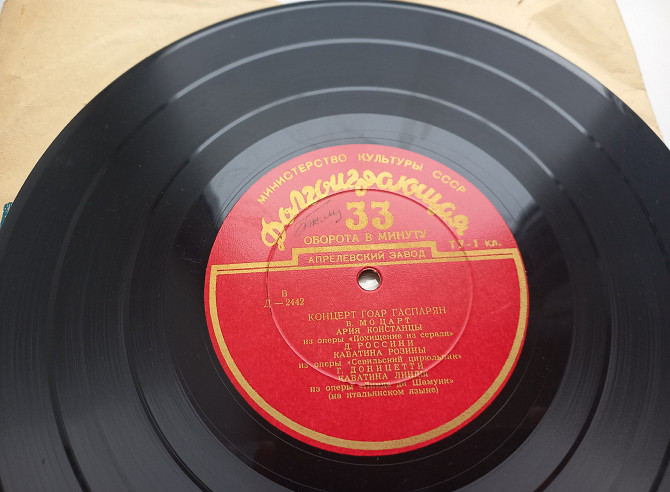 МИНИСТЕРСТВО КУЛЬТУРЫ СССР
Долгоиграющая
33
ОБОРОТА В МИНУТУ
ТУ-1 кл.
АПРЕЛЕВСКИЙ ЗАВОД
В
Д—2442
КОНЦЕРТ ГОАР ГАСПАРЯН
В. МОЦАРТ
АРИЯ КОНСТАНЦЫ
из оперы «Похищение из сераля»
Д. РОССИНИ
КАВАТИНА РОЗИНЫ
из оперы «Севильский цирюльник»
Г. ДОНИЦЕТТИ
КАВАТИНА ЛИНДЫ
из оперы «Линда ди Шамуни»
(на итальянском языке)